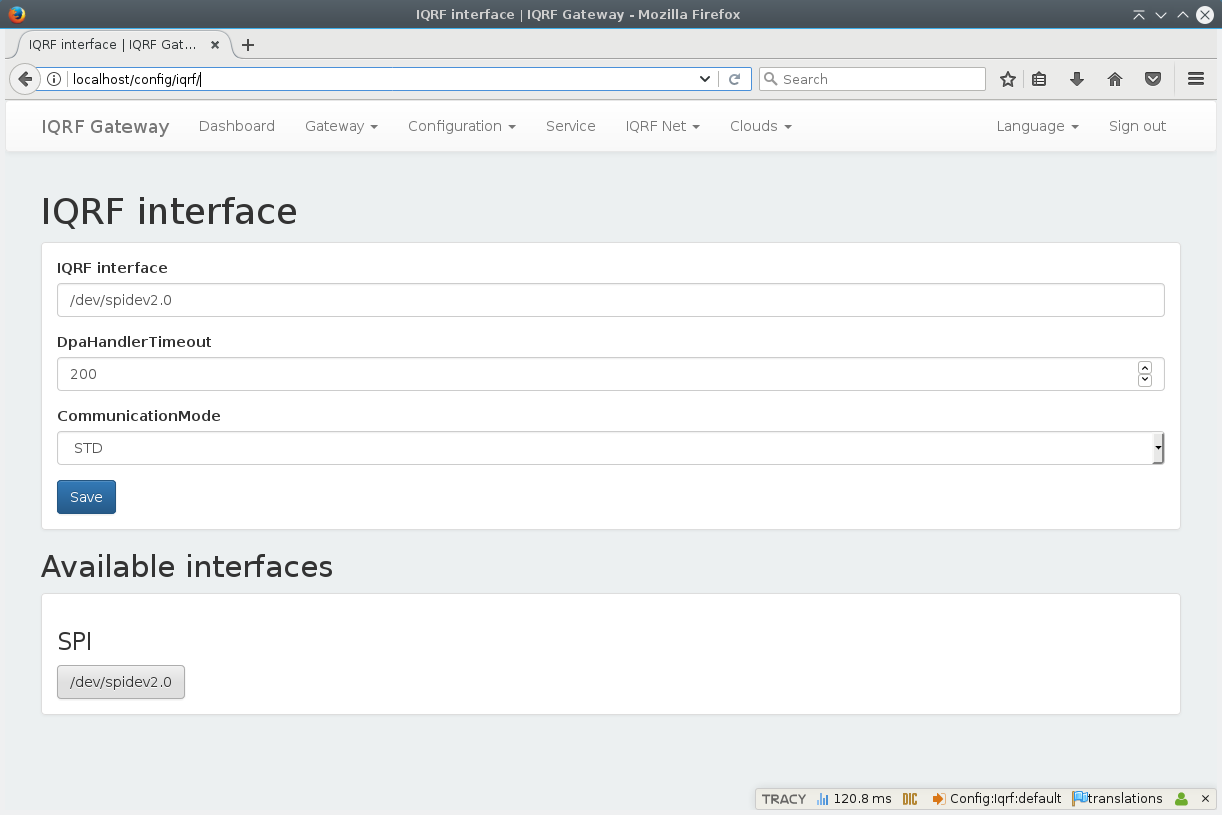 IQRF interface | IQRF Gateway - Mozilla Firefox
IQRF interface | IQRF Gat...
localhost/config/iqrf/
Search
IQRF Gateway Dashboard Gateway Configuration Service IQRF Net Clouds Language Sign out
IQRF interface
IQRF interface
/dev/spidev2.0
DpaHandlerTimeout
200
CommunicationMode
STD
Save
Available interfaces
SPI
/dev/spidev2.0
TRACY 120.8 ms DIC Config:Iqrf:default translations